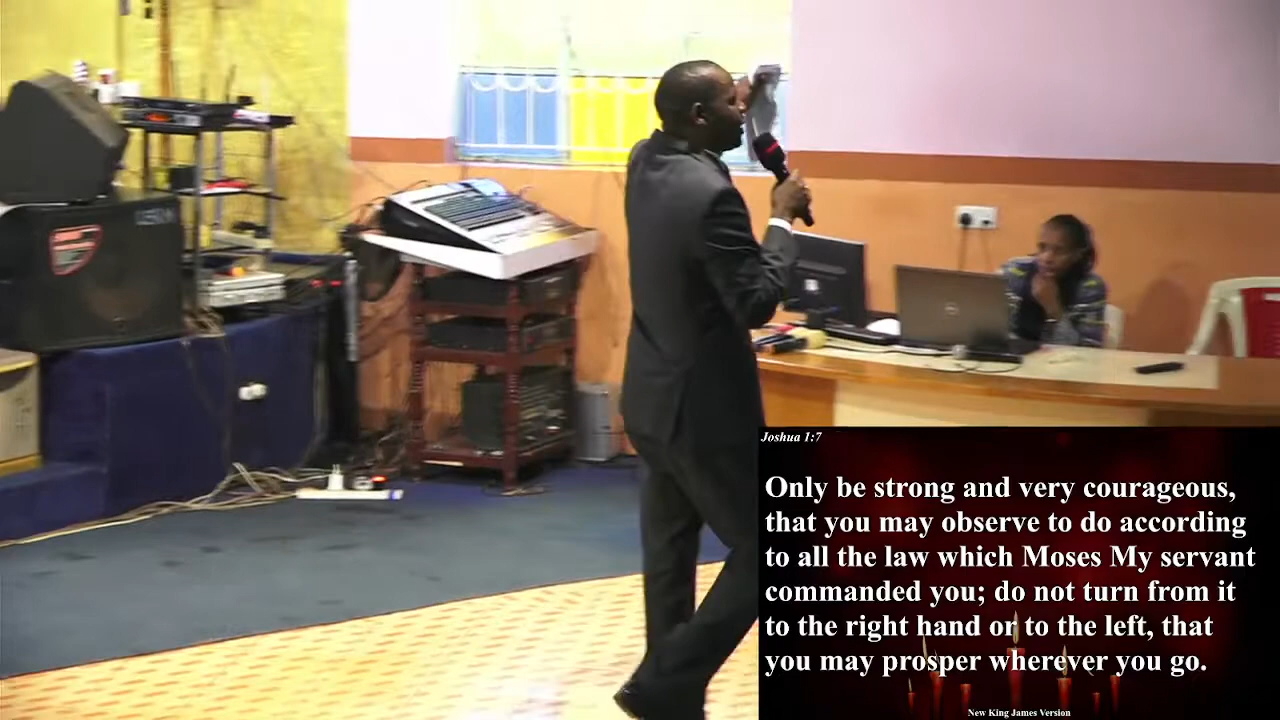 Joshua 1:7
Only be strong and very courageous,
that you may observe to do according
to all the law which Moses My servant
commanded you; do not turn from it
to the right hand or to the left, that
you may prosper wherever you go.
New King James Version